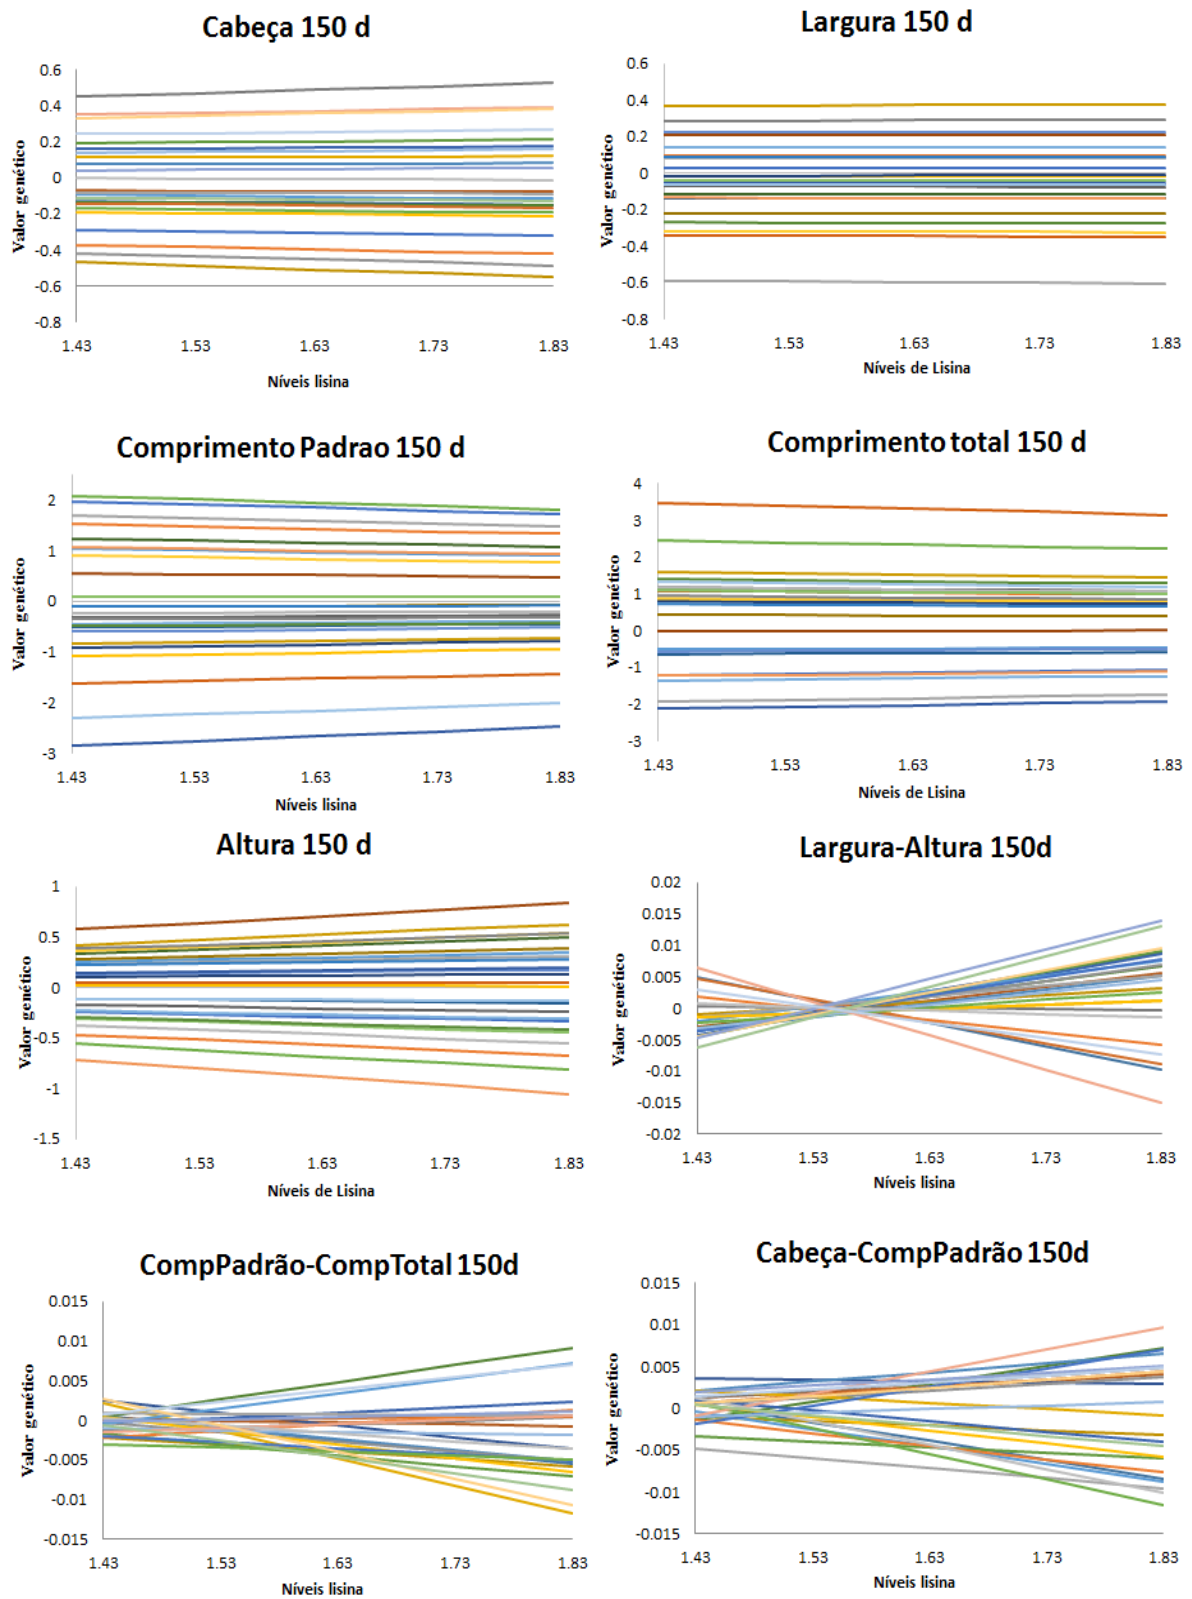 Cabeça 150 d
0.6
0.4
0.2
0
-0.2
-0.4
-0.6
-0.8
Valor genético
1.43 1.53 1.63 1.73 1.83
Níveis lisina
Largura 150 d
0.6
0.4
0.2
0
-0.2
-0.4
-0.6
-0.8
Valor genético
1.43 1.53 1.63 1.73 1.83
Níveis de Lisina
Comprimento Padrao 150 d
2
1
0
-1
-2
-3
Valor genético
1.43 1.53 1.63 1.73 1.83
Níveis lisina
Comprimento total 150 d
4
3
2
1
0
-1
-2
-3
Valor genético
1.43 1.53 1.63 1.73 1.83
Níveis de Lisina
Altura 150 d
1
0.5
0
-0.5
-1
-1.5
Valor genético
1.43 1.53 1.63 1.73 1.83
Níveis de Lisina
Largura-Altura 150d
0.02
0.015
0.01
0.005
0
-0.005
-0.01
-0.015
-0.02
Valor genético
1.43 1.53 1.63 1.73 1.83
Níveis lisina
CompPadrão-CompTotal 150d
0.015
0.01
0.005
0
-0.005
-0.01
-0.015
Valor genético
1.43 1.53 1.63 1.73 1.83
Níveis lisina
Cabeça-CompPadrão 150d
0.015
0.01
0.005
0
-0.005
-0.01
-0.015
Valor genético
1.43 1.53 1.63 1.73 1.83
Níveis lisina